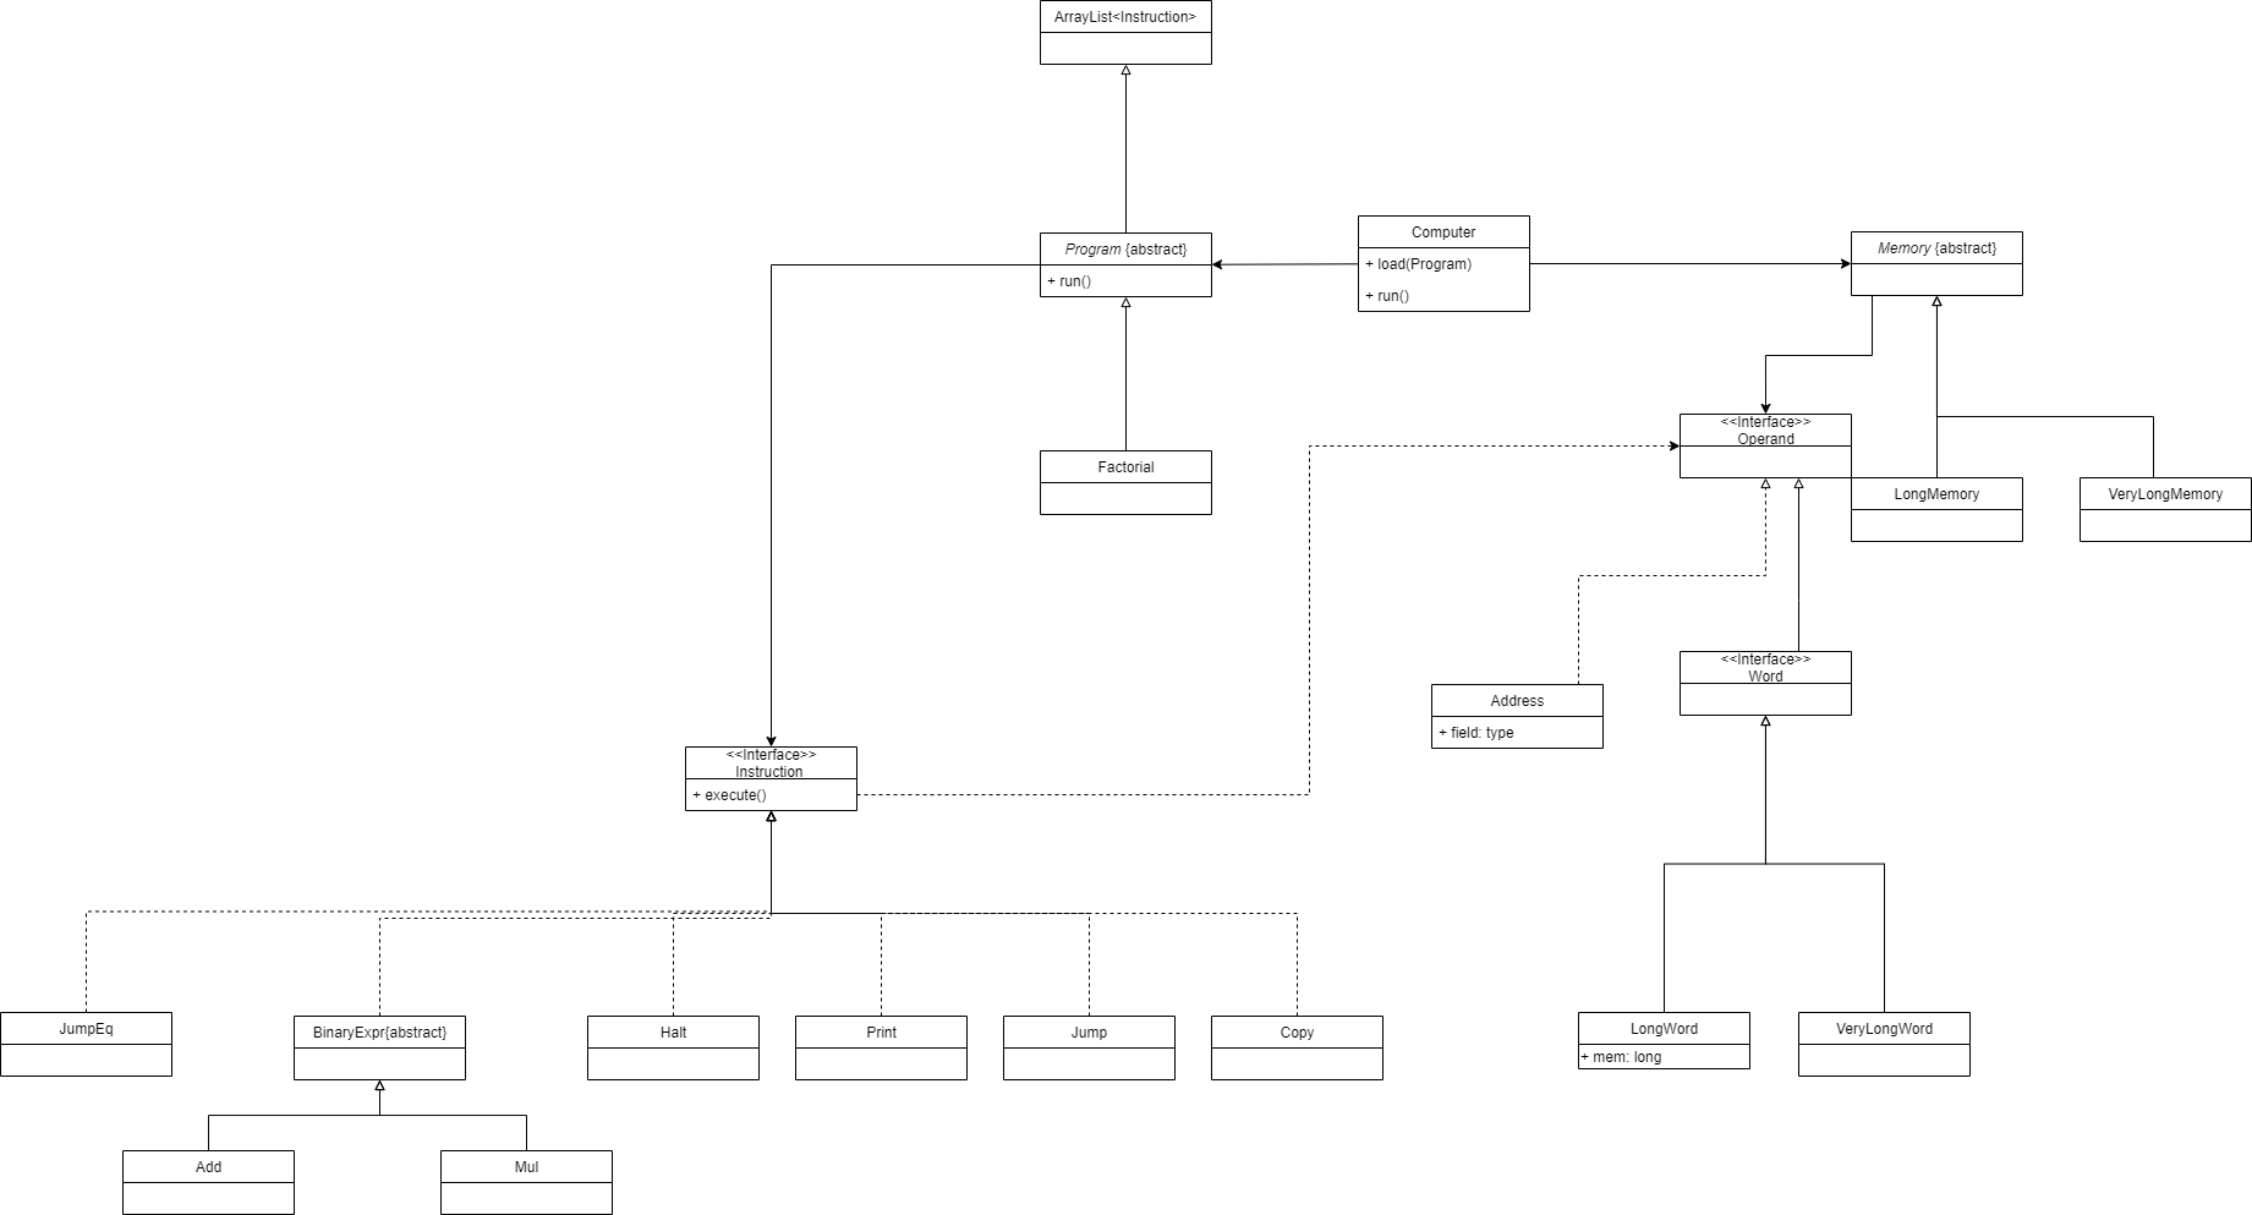 ArrayList<Instruction>
Program {abstract}
+ run()
Computer
+ load(Program)
+ run()
Memory {abstract}
<<Interface>>
Operand
Factorial
LongMemory
VeryLongMemory
<<Interface>>
Word
Address
+ field: type
<<Interface>>
Instruction
+ execute()
JumpEq
BinaryExpr{abstract}
Halt
Print
Jump
Copy
LongWord
+ mem: long
VeryLongWord
Add
Mul